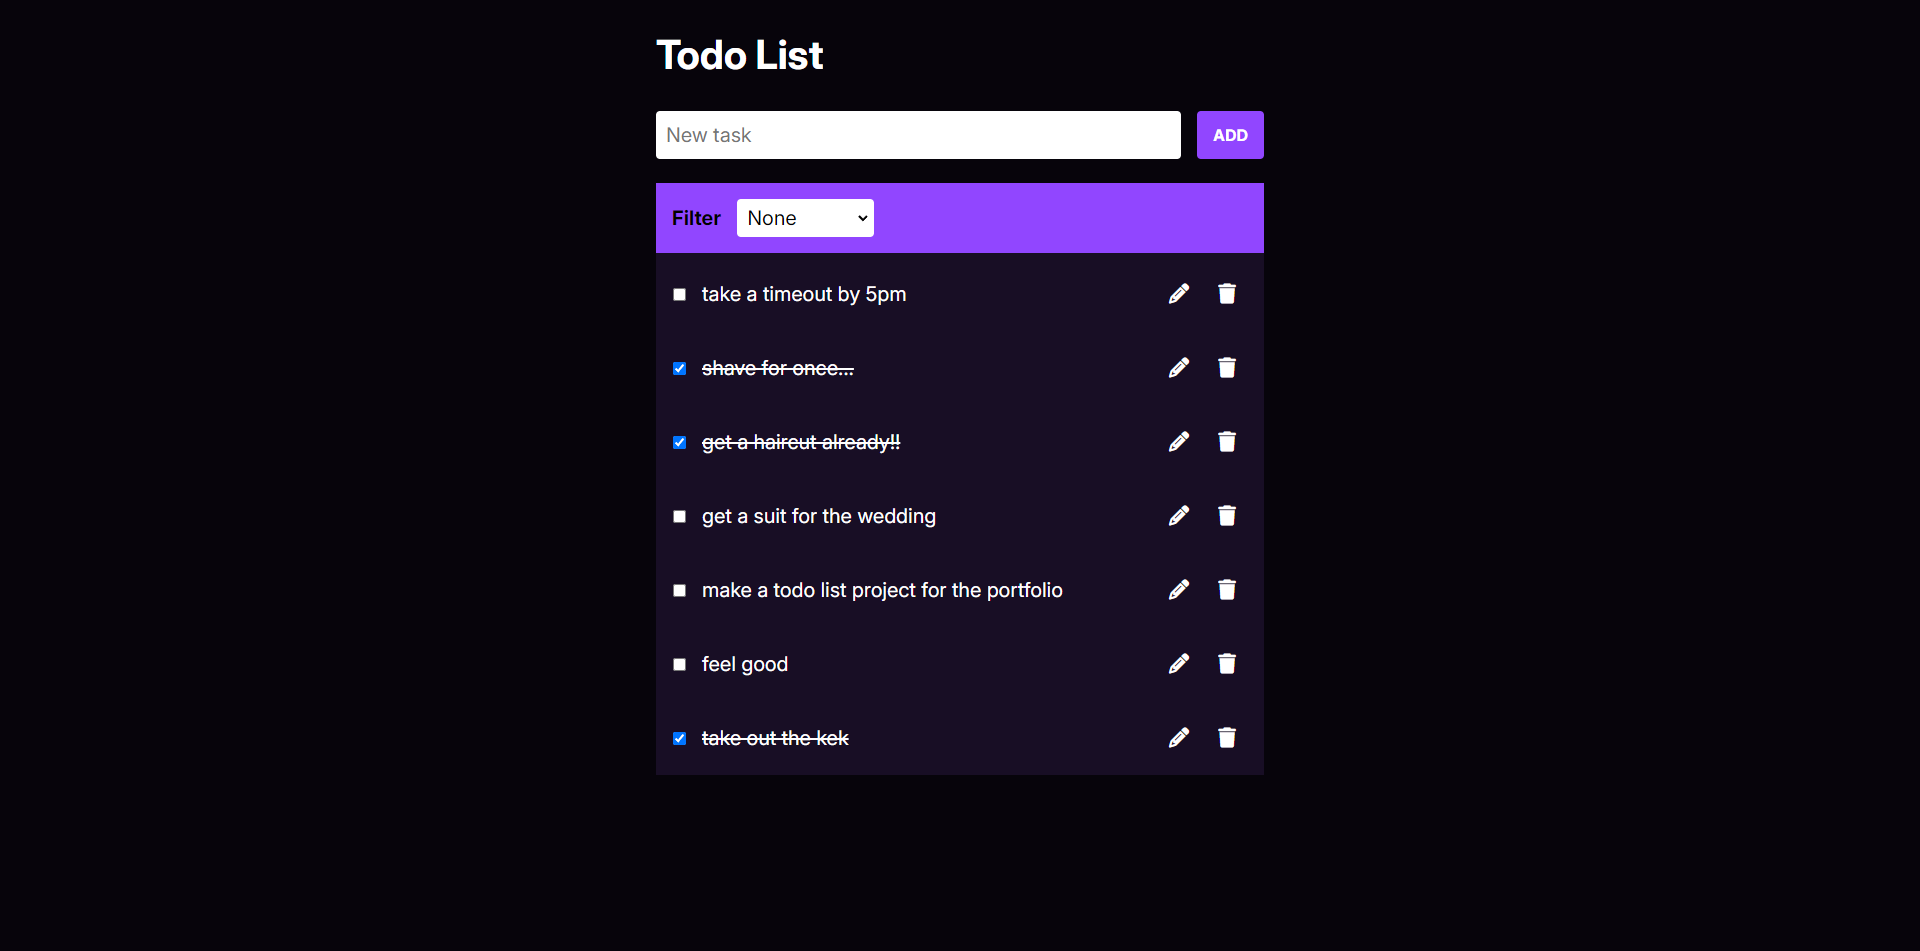 Todo List
New task
ADD
Filter
None
take a timeout by 5pm
shave for once...
get a haircut already!!
get a suit for the wedding
make a todo list project for the portfolio
feel good
take out the kek